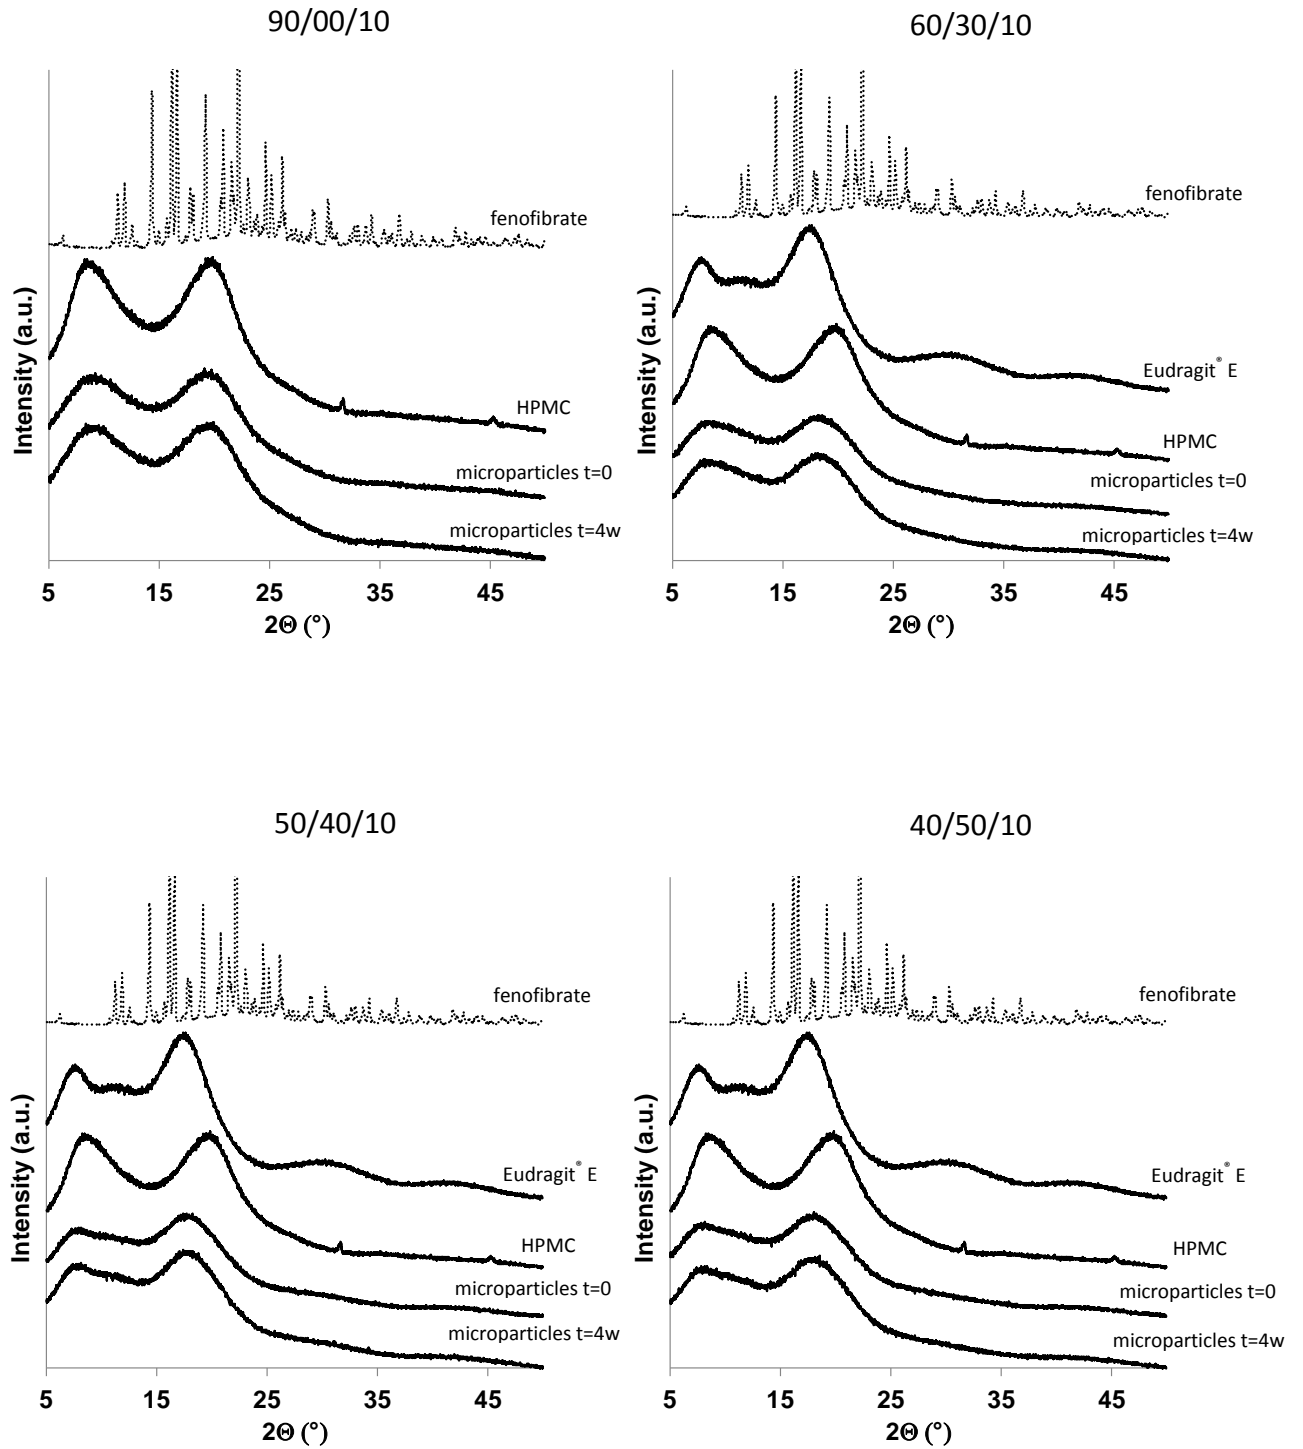 90/00/10
fenofibrate
HPMC
microparticles t=0
microparticles t=4w
Intensity (a.u.)
5 15 25 35 45
2Θ (°)
60/30/10
fenofibrate
Eudragit® E
HPMC
microparticles t=0
microparticles t=4w
Intensity (a.u.)
5 15 25 35 45
2Θ (°)
50/40/10
fenofibrate
Eudragit® E
HPMC
microparticles t=0
microparticles t=4w
Intensity (a.u.)
5 15 25 35 45
2Θ (°)
40/50/10
fenofibrate
Eudragit® E
HPMC
microparticles t=0
microparticles t=4w
Intensity (a.u.)
5 15 25 35 45
2Θ (°)